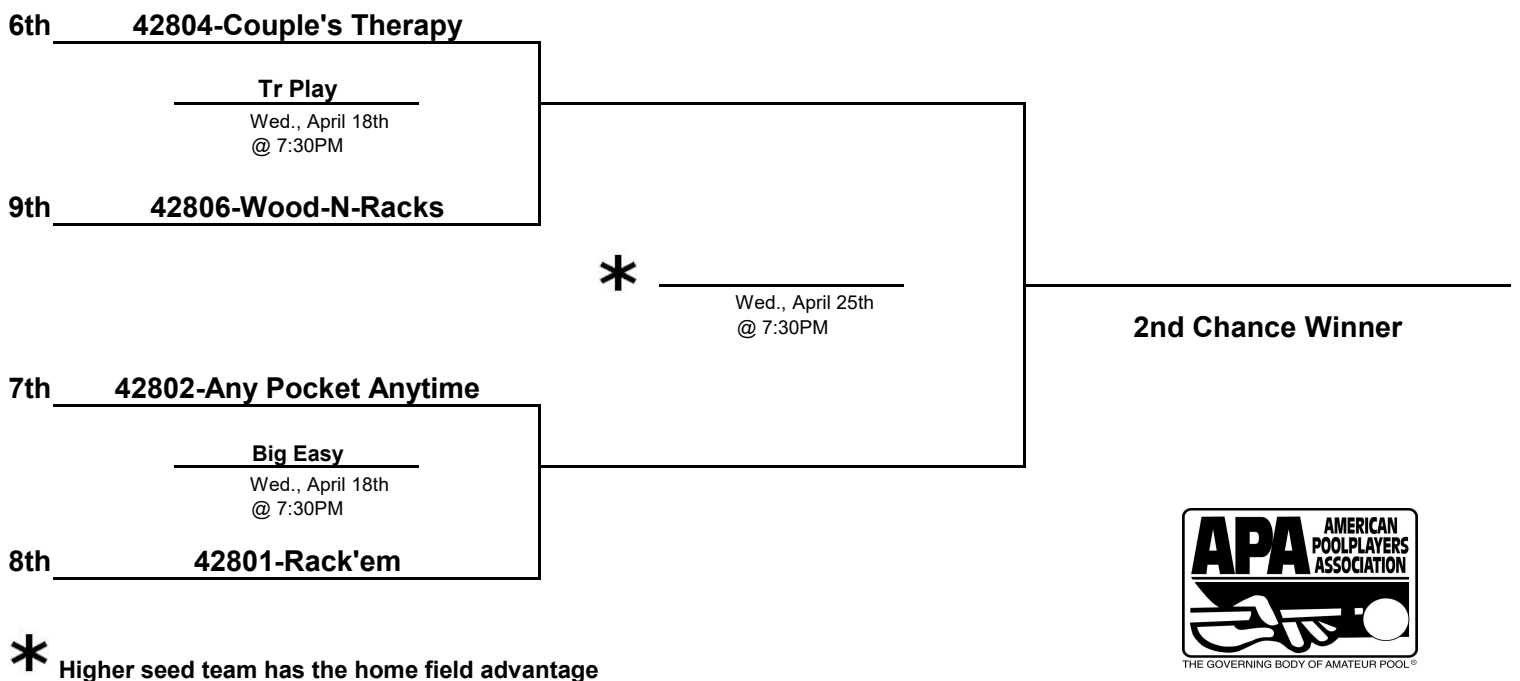 6th 42804-Couple's Therapy
Tr Play
Wed., April 18th
@ 7:30PM
9th 42806-Wood-N-Racks
*
Wed., April 25th
@ 7:30PM
2nd Chance Winner
7th 42802-Any Pocket Anytime
Big Easy
Wed., April 18th
@ 7:30PM
8th 42801-Rack'em
* Higher seed team has the home field advantage
APA AMERICAN
POOLPLAYERS
ASSOCIATION
THE GOVERNING BODY OF AMATEUR POOL®